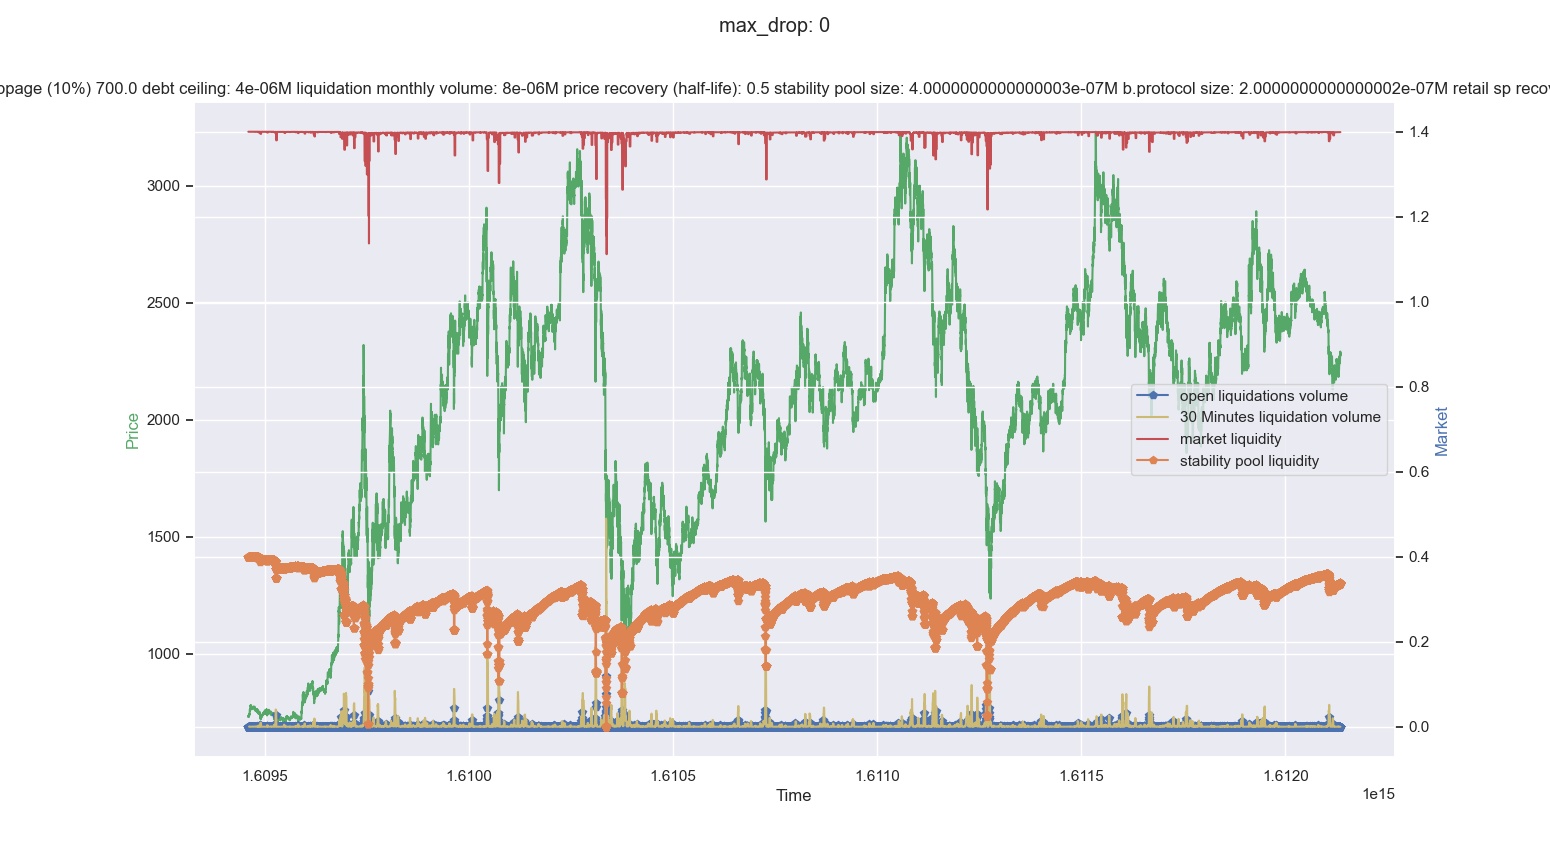 max_drop: 0
(10%) 700.0 debt ceiling: 4e-06M liquidation monthly volume: 8e-06M price recovery (half-life): 0.5 stability pool size: 4.0000000000000003e-07M b.protocol size: 2.0000000000000002e-07M retail sp
3000
2500
2000
1500
1000
Price
1.4
1.2
1.0
0.8
0.6
0.4
0.2
0.0
Market
open liquidations volume
30 Minutes liquidation volume
market liquidity
stability pool liquidity
1.6095 1.6100 1.6105 1.6110 1.6115 1.6120
1e15
Time